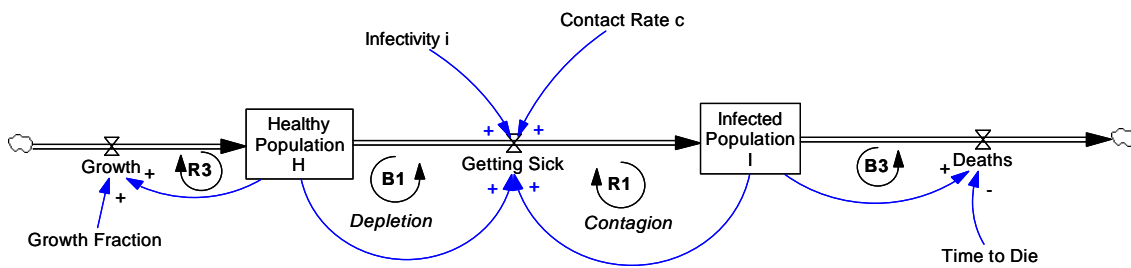 Contact Rate c
Infectivity i
Healthy
Population
H
Infected
Population
I
+ +
Growth
+
R3
B1
Getting Sick
R1
B3
Deaths
+
+
+ +
-
Depletion
Contagion
Growth Fraction
Time to Die